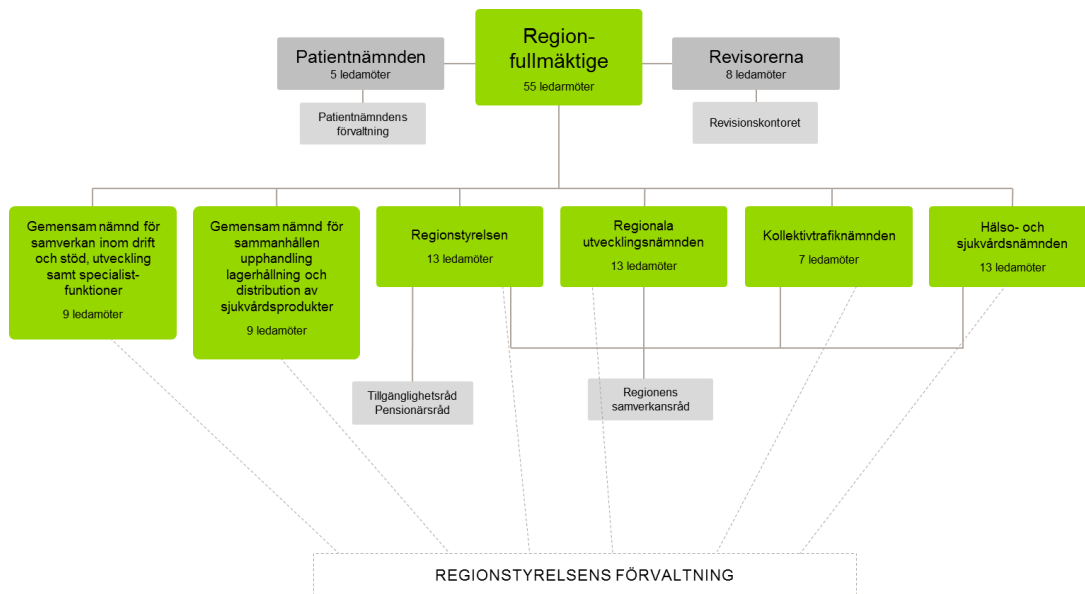 Region-
fullmäktige
55 ledarmöter
Patientnämnden
5 ledamöter
Patientnämndens
förvaltning
Revisorerna
8 ledamöter
Revisionskontoret
Gemensam nämnd för
samverkan inom drift
och stöd, utveckling
samt specialist-
funktioner
9 ledamöter
Gemensam nämnd för
sammanhållen
upphandling
lagerhållning och
distribution av
sjukvårdsprodukter
9 ledamöter
Regionstyrelsen
13 ledamöter
Regionala
utvecklingsnämnden
13 ledamöter
Kollektivtrafiknämnden
7 ledamöter
Hälso- och
sjukvårdsnämnden
13 ledamöter
Tillgänglighetsråd
Pensionärsråd
Regionens
samverkansråd
REGIONSTYRELSENS FÖRVALTNING